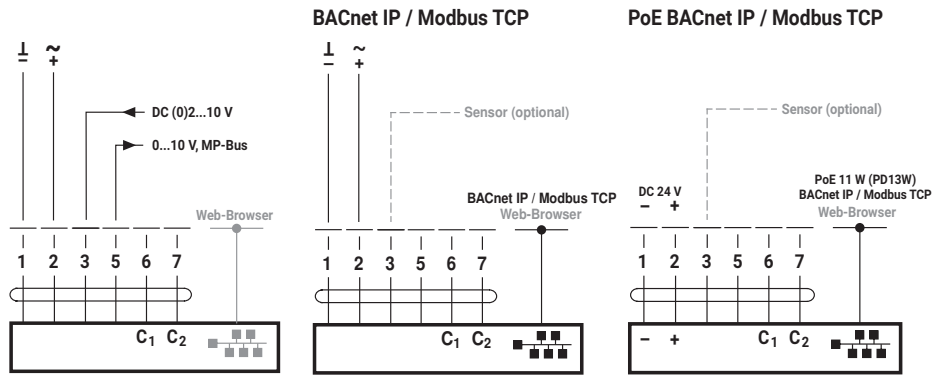 BACnet IP / Modbus TCP
PoE BACnet IP / Modbus TCP
⊥ ~
– +
DC (0)2...10 V
0...10 V, MP-Bus
Web-Browser
1 2 3 5 6 7
C1 C2
⊥ ~
– +
Sensor (optional)
BACnet IP / Modbus TCP
Web-Browser
1 2 3 5 6 7
C1 C2
Sensor (optional)
DC 24 V
– +
PoE 11 W (PD13W)
BACnet IP / Modbus TCP
Web-Browser
1 2 3 5 6 7
– + C1 C2